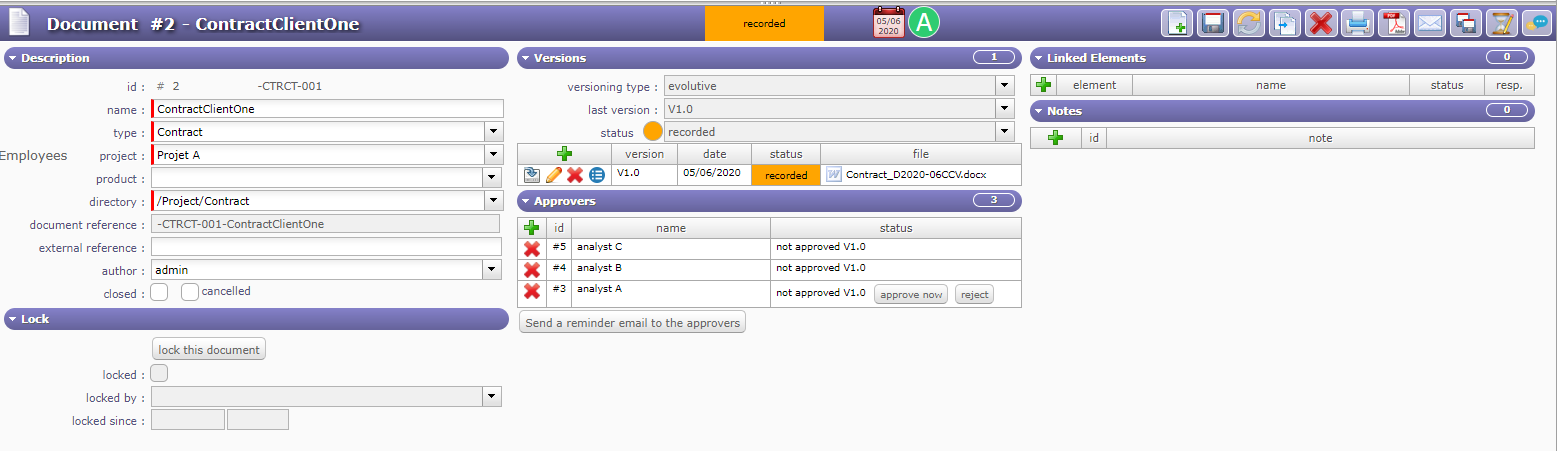 Document #2 - ContractClientOne
recorded
05/06
2020
A
PDF
Description
id : # 2 -CTRCT-001
name : ContractClientOne
type : Contract
Employees
project : Projet A
product :
directory : /Project/Contract
document reference : -CTRCT-001-ContractClientOne
external reference :
author : admin
closed : cancelled
Lock
lock this document
locked :
locked by :
locked since :
Versions 1
versioning type : evolutive
last version : V1.0
status recorded
version date status file
V1.0 05/06/2020 recorded W Contract_D2020-06CCV.docx
Approvers 3
id name status
#5 analyst C not approved V1.0
#4 analyst B not approved V1.0
#3 analyst A not approved V1.0 approve now reject
Send a reminder email to the approvers
Linked Elements 0
element name status resp.
Notes 0
id note